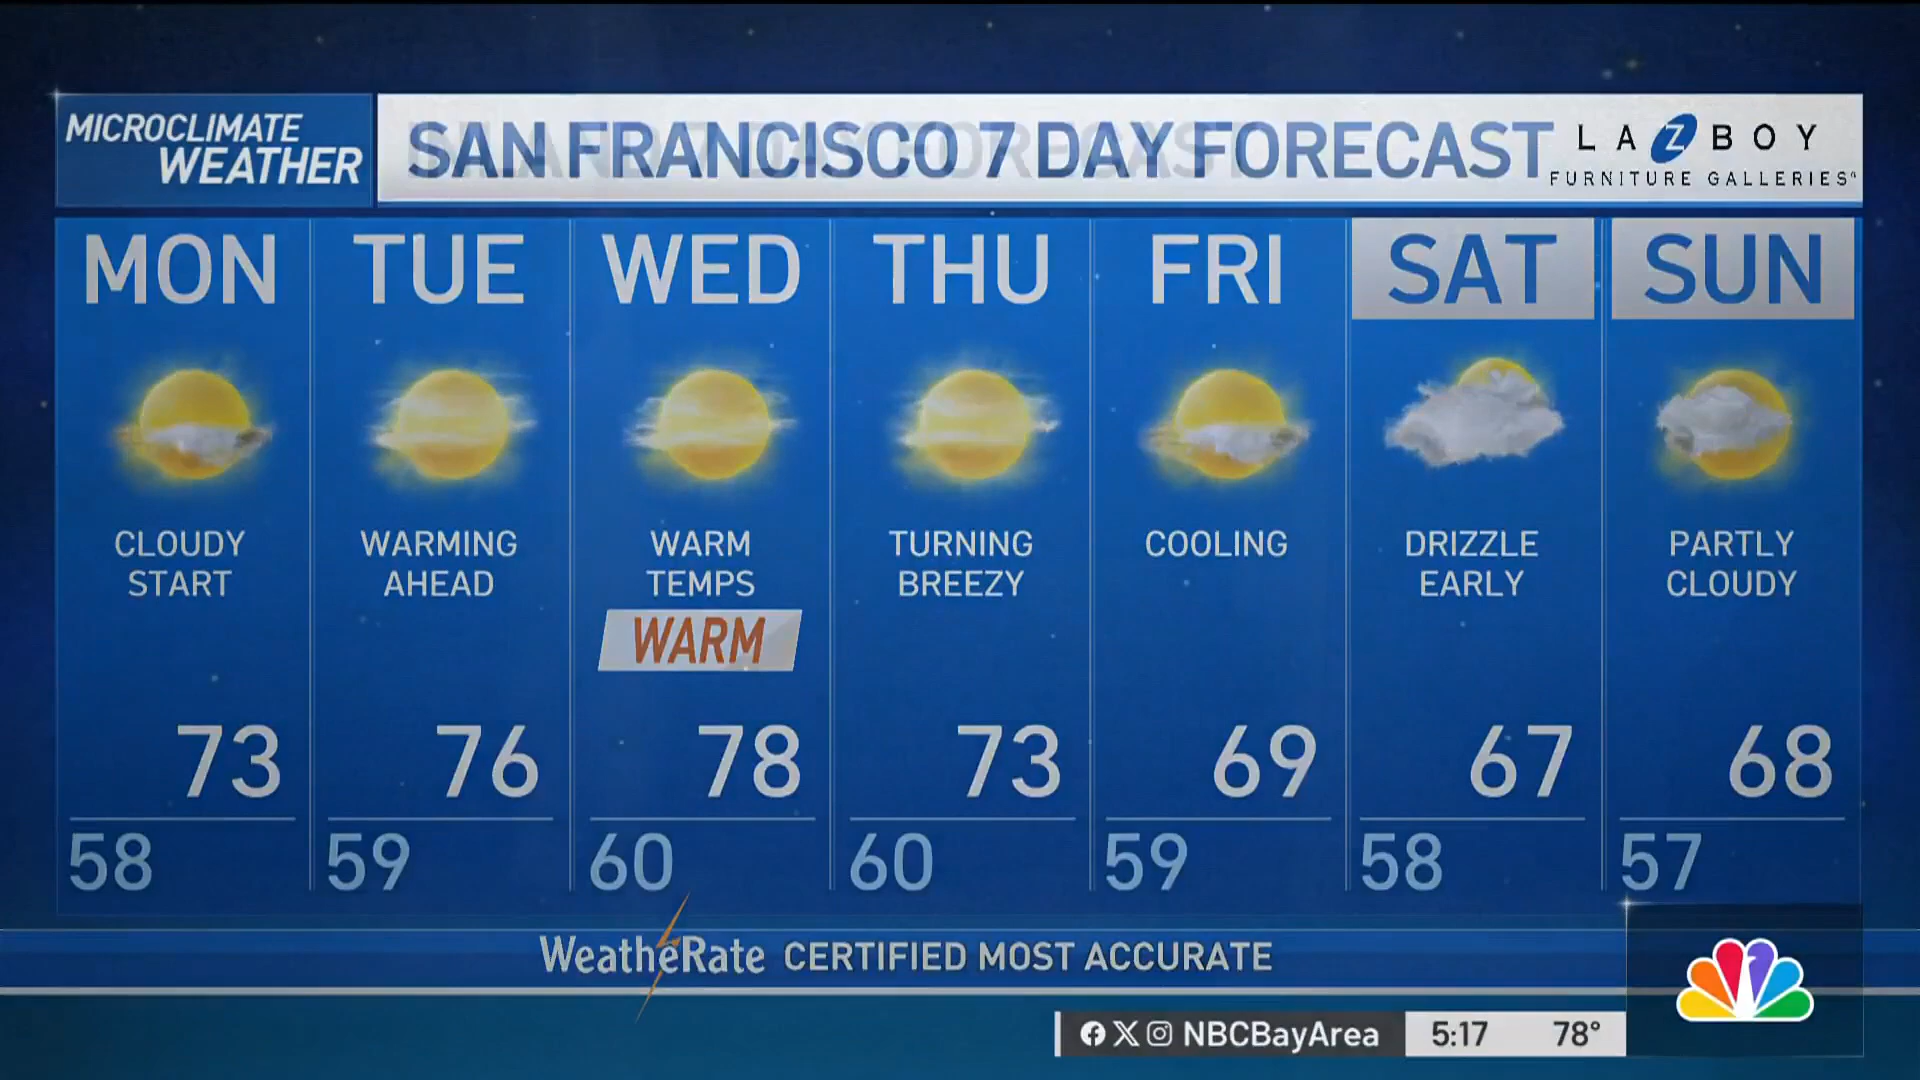 MICROCLIMATE
WEATHER
SAN FRANCISCO 7 DAY FORECAST
LA Z BOY
FURNITURE GALLERIES
MON TUE WED THU FRI SAT SUN
CLOUDY START
WARMING AHEAD
WARM TEMPS
TURNING BREEZY
COOLING
DRIZZLE EARLY
PARTLY CLOUDY
WARM
73 76 78 73 69 67 68
58 59 60 60 59 58 57
WeatheRate CERTIFIED MOST ACCURATE
NBCBayArea 5:17 78°